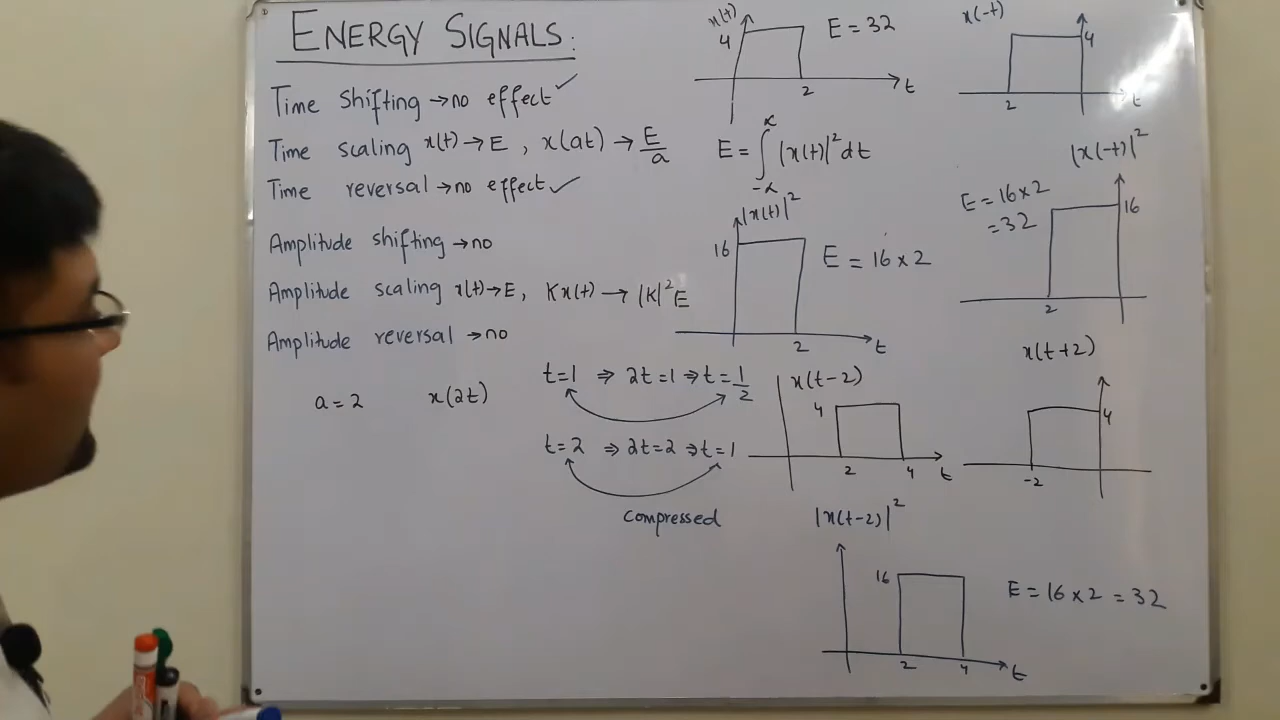 ENERGY SIGNALS:
Time shifting → no effect ✓
Time scaling x(t) → E , x(at) → E/a
Time reversal → no effect ✓
Amplitude shifting → no
Amplitude scaling x(t) → E, Kx(t) → |K|²E
Amplitude reversal → no
a = 2 x(2t)
t=1 ⇒ 2t=1 ⇒ t=1/2
t=2 ⇒ 2t=2 ⇒ t=1
compressed
x(t)
4
E = 32
2
t
E = ∫ |x(t)|² dt
∝
-∝
|x(t)|²
16
E = 16 × 2
2
t
x(t-2)
4
2 4 t
|x(t-2)|²
16
E = 16 × 2 = 32
2 4 t
x(-t)
4
2
t
|x(-t)|²
E = 16×2
= 32
16
2
x(t+2)
4
-2